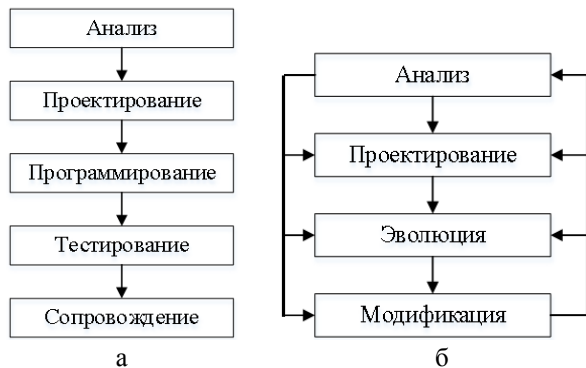 Анализ
Проектирование
Программирование
Тестирование
Сопровождение
а
Анализ
Проектирование
Эволюция
Модификация
б